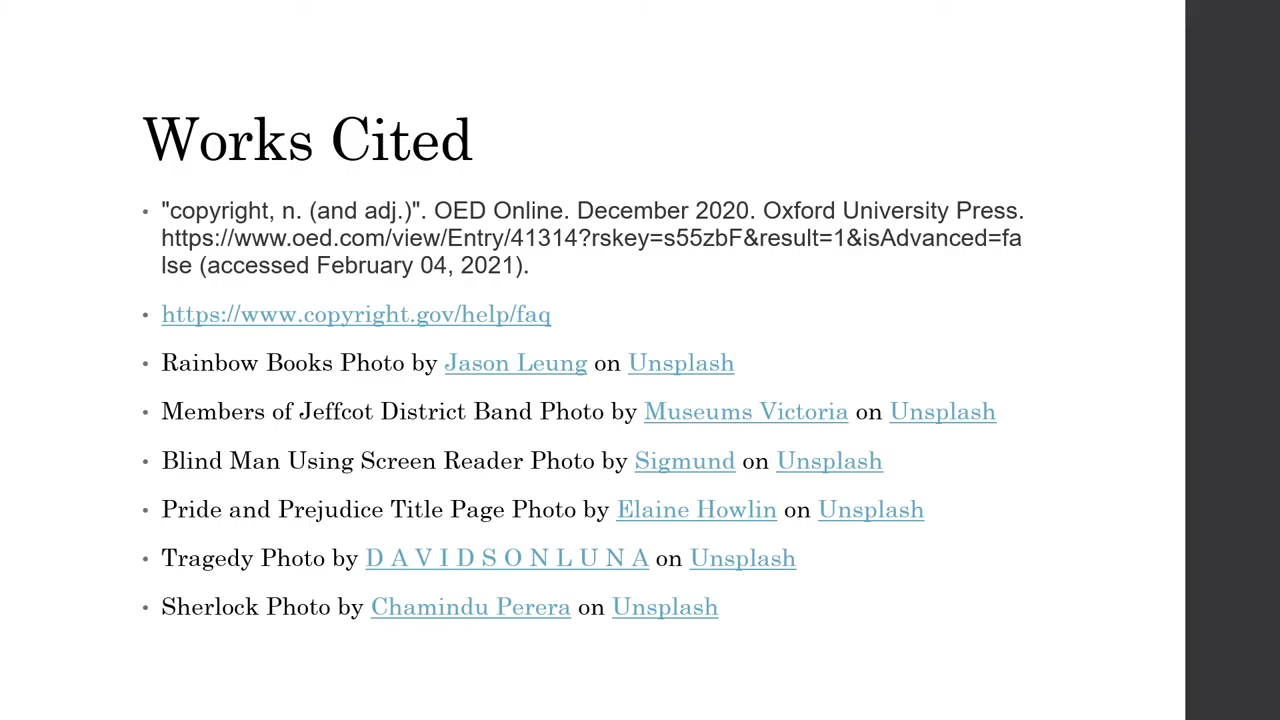 Works Cited
• "copyright, n. (and adj.)". OED Online. December 2020. Oxford University Press.
https://www.oed.com/view/Entry/41314?rskey=s55zbF&result=1&isAdvanced=fa
lse (accessed February 04, 2021).
• https://www.copyright.gov/help/faq
• Rainbow Books Photo by Jason Leung on Unsplash
• Members of Jeffcot District Band Photo by Museums Victoria on Unsplash
• Blind Man Using Screen Reader Photo by Sigmund on Unsplash
• Pride and Prejudice Title Page Photo by Elaine Howlin on Unsplash
• Tragedy Photo by D A V I D S O N L U N A on Unsplash
• Sherlock Photo by Chamindu Perera on Unsplash